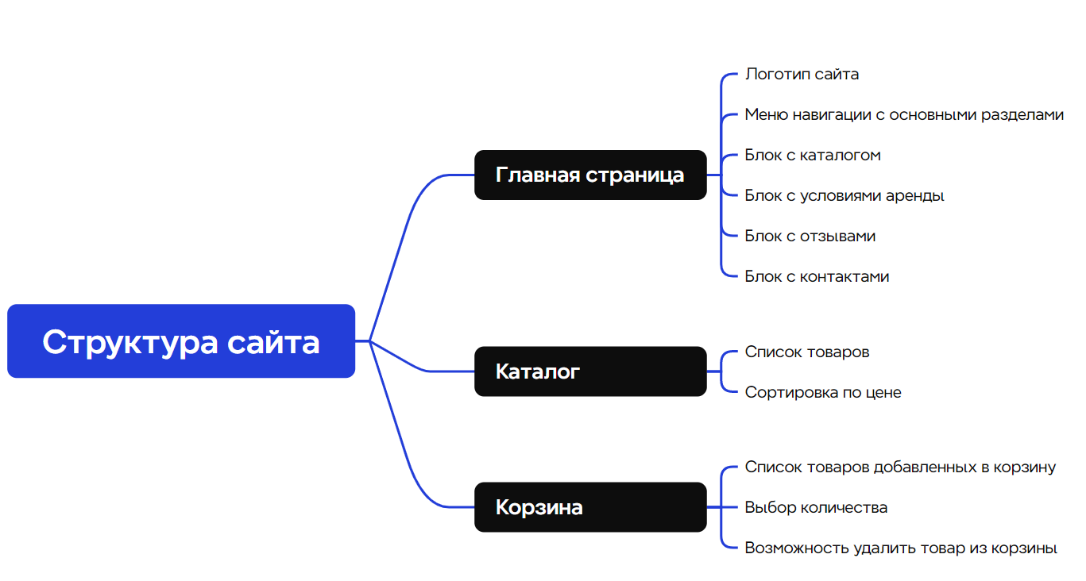 Структура сайта
Главная страница
Логотип сайта
Меню навигации с основными разделами
Блок с каталогом
Блок с условиями аренды
Блок с отзывами
Блок с контактами
Каталог
Список товаров
Сортировка по цене
Корзина
Список товаров добавленных в корзину
Выбор количества
Возможность удалить товар из корзины